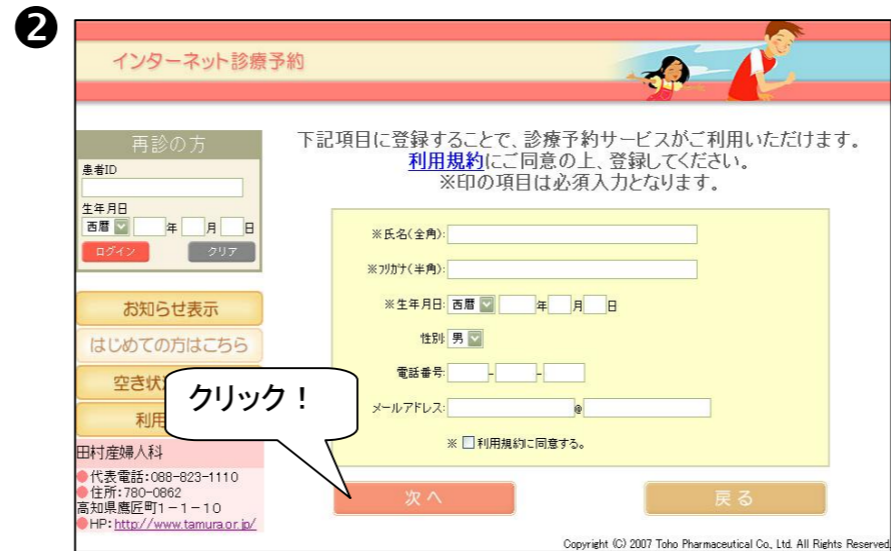 ❷
インターネット診療予約
再診の方
患者ID
生年月日
西暦 年 月 日
ログイン クリア
お知らせ表示
はじめての方はこちら
空き状
利用
田村産婦人科
●代表電話:088-823-1110
●住所:780-0862
高知県鷹匠町1-1-10
●HP:http://www.tamura.or.jp/
下記項目に登録することで、診療予約サービスがご利用いただけます。
利用規約にご同意の上、登録してください。
※印の項目は必須入力となります。
※氏名(全角):
※フリガナ(半角):
※生年月日: 西暦 年 月 日
性別: 男
電話番号: - -
メールアドレス: @
※ 利用規約に同意する。
クリック！
次へ 戻る
Copyright (C) 2007 Toho Pharmaceutical Co., Ltd. All Rights Reserved